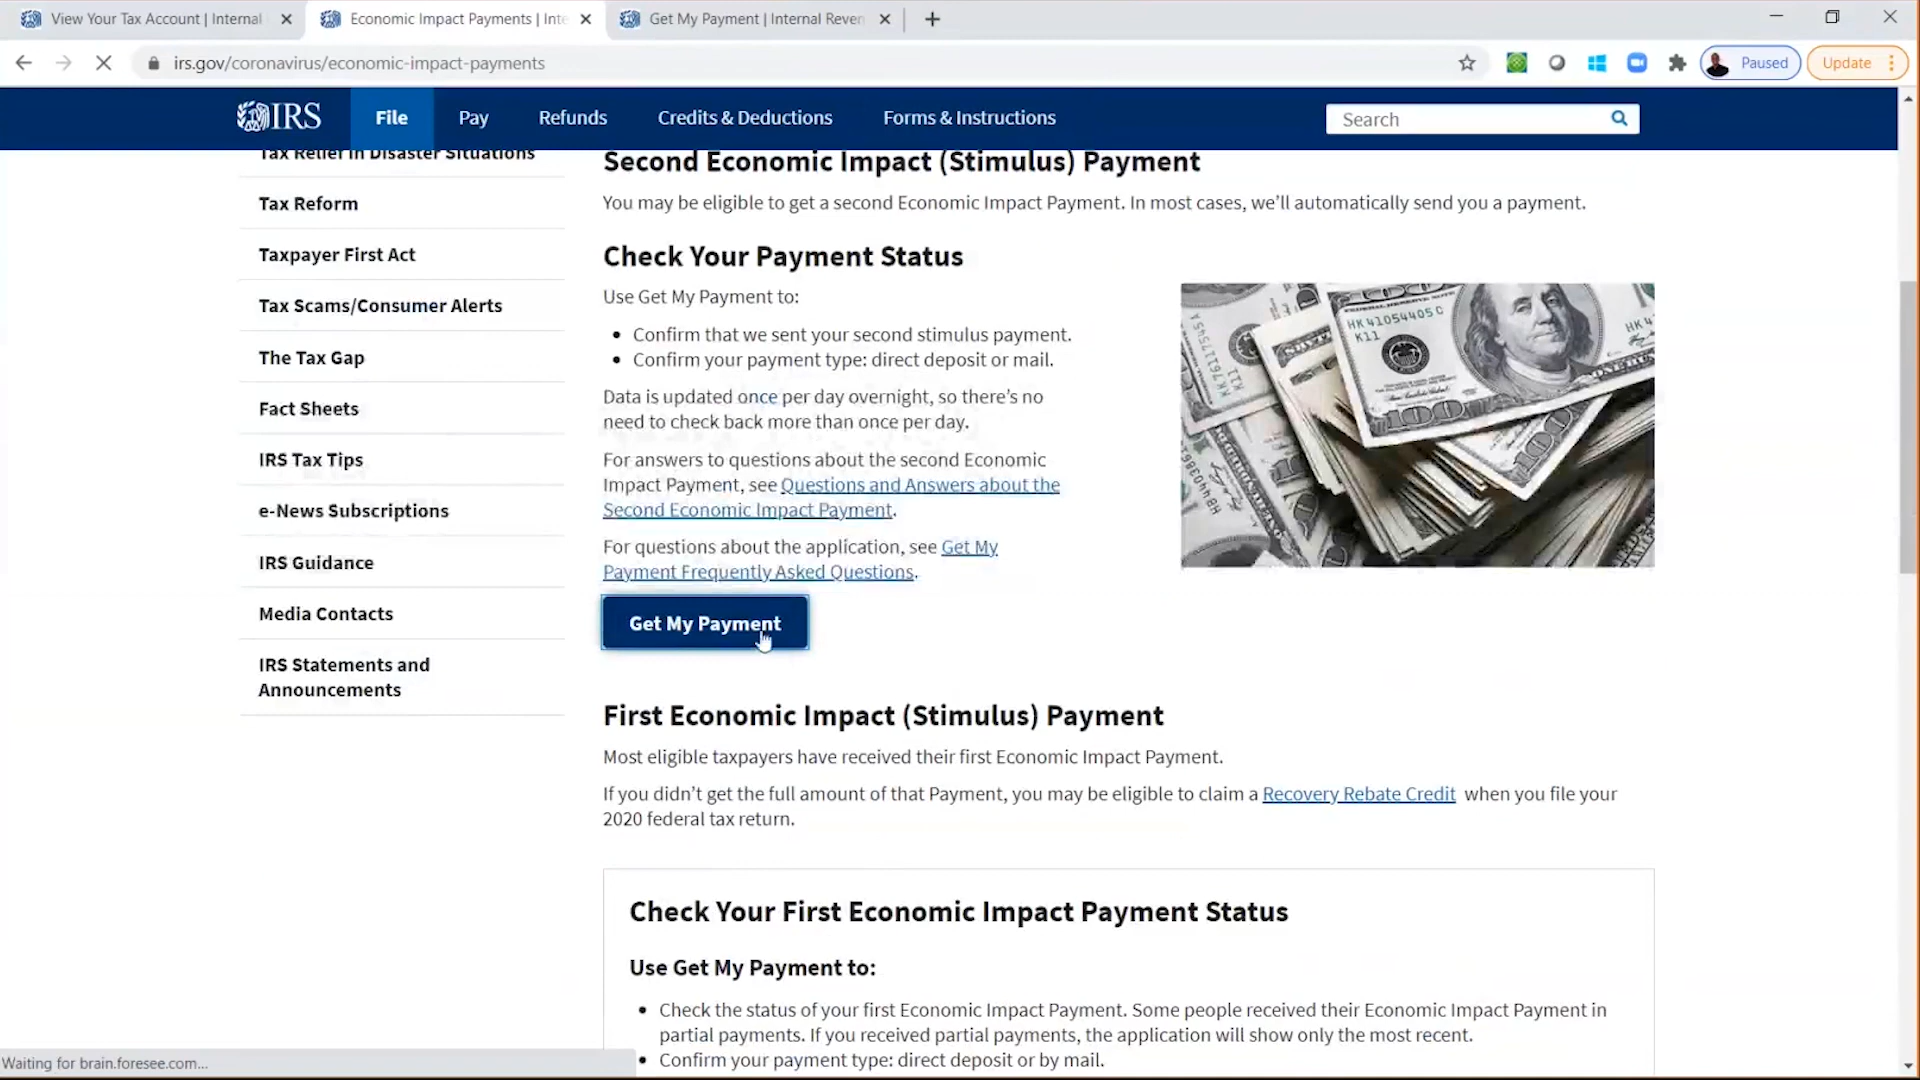 View Your Tax Account | Internal
Economic Impact Payments | Inte
Get My Payment | Internal Reven
irs.gov/coronavirus/economic-impact-payments
Paused
Update
IRS
File
Pay
Refunds
Credits & Deductions
Forms & Instructions
Search
Tax Relief in Disaster Situations
Tax Reform
Taxpayer First Act
Tax Scams/Consumer Alerts
The Tax Gap
Fact Sheets
IRS Tax Tips
e-News Subscriptions
IRS Guidance
Media Contacts
IRS Statements and
Announcements
Second Economic Impact (Stimulus) Payment
You may be eligible to get a second Economic Impact Payment. In most cases, we’ll automatically send you a payment.
Check Your Payment Status
Use Get My Payment to:
• Confirm that we sent your second stimulus payment.
• Confirm your payment type: direct deposit or mail.
Data is updated once per day overnight, so there’s no
need to check back more than once per day.
For answers to questions about the second Economic
Impact Payment, see Questions and Answers about the
Second Economic Impact Payment.
For questions about the application, see Get My
Payment Frequently Asked Questions.
HK 41054405 C
K11
100
Get My Payment
First Economic Impact (Stimulus) Payment
Most eligible taxpayers have received their first Economic Impact Payment.
If you didn’t get the full amount of that Payment, you may be eligible to claim a Recovery Rebate Credit when you file your
2020 federal tax return.
Check Your First Economic Impact Payment Status
Use Get My Payment to:
• Check the status of your first Economic Impact Payment. Some people received their Economic Impact Payment in
partial payments. If you received partial payments, the application will show only the most recent.
• Confirm your payment type: direct deposit or by mail.
Waiting for brain.foresee.com...